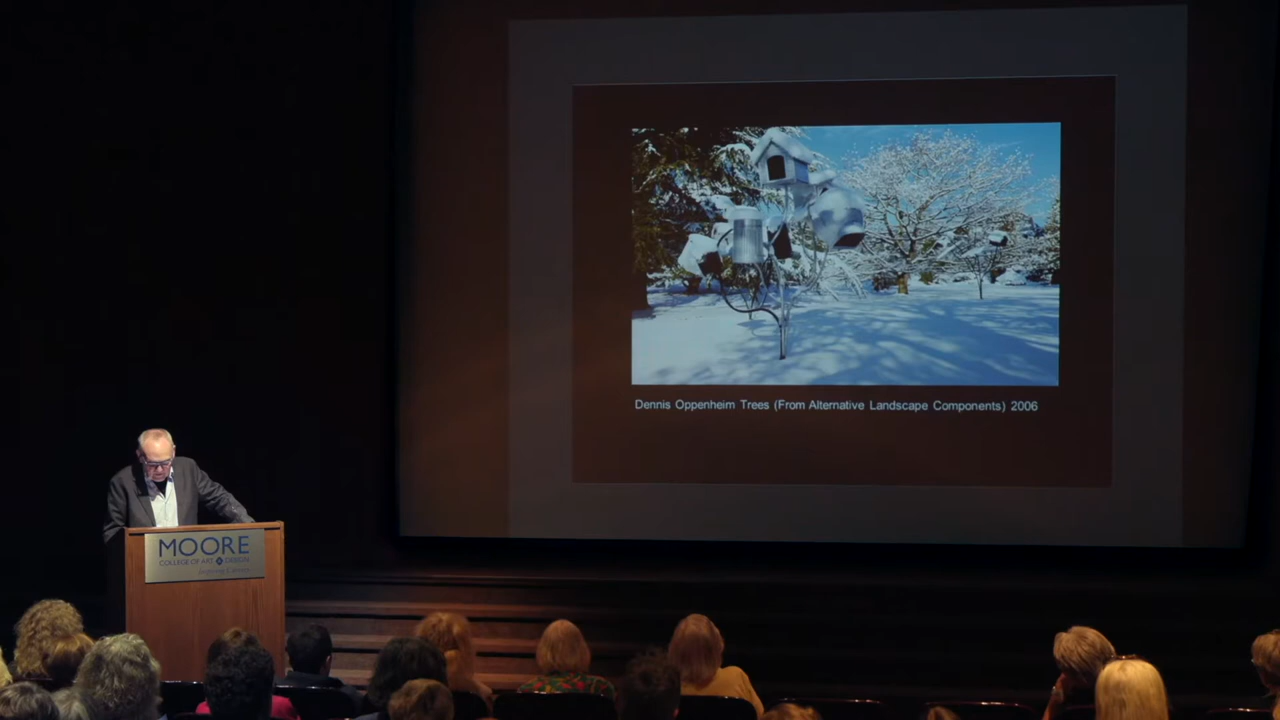 Dennis Oppenheim Trees (From Alternative Landscape Components) 2006
MOORE
COLLEGE OF ART & DESIGN